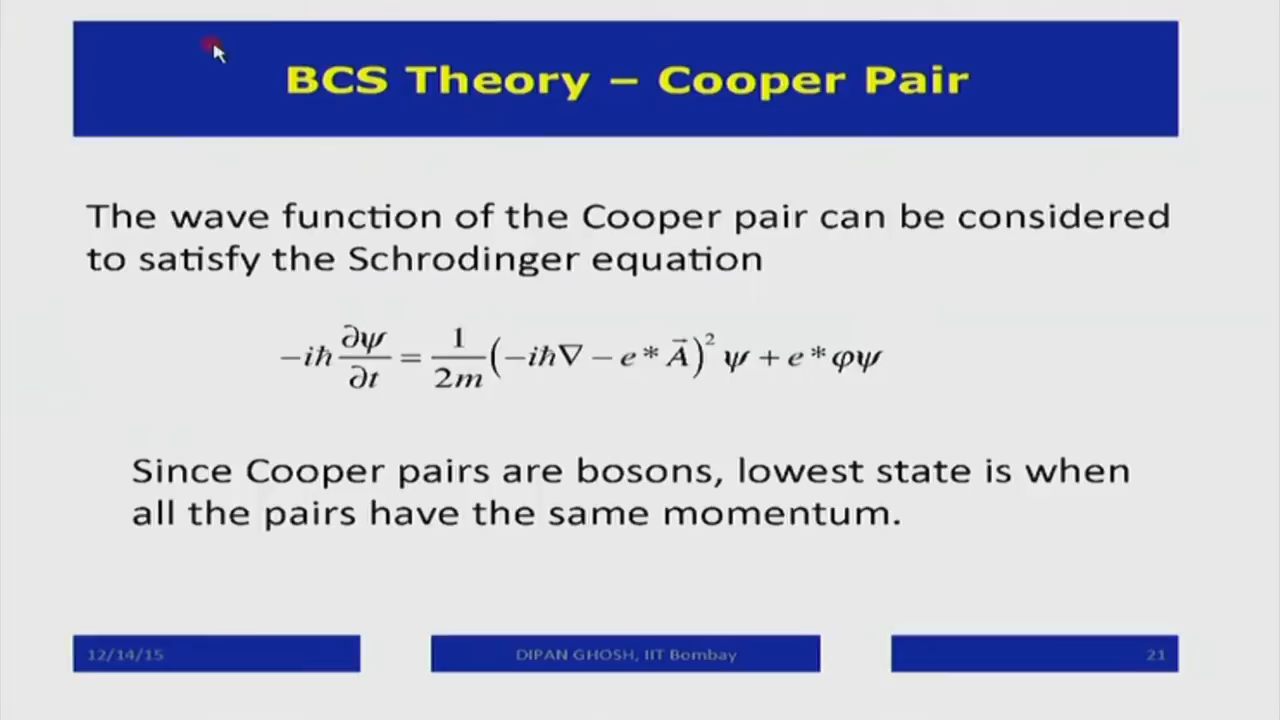 BCS Theory – Cooper Pair
The wave function of the Cooper pair can be considered
to satisfy the Schrodinger equation
−iħ ∂ψ/∂t = 1/2m (−iħ∇ − e* A⃗)² ψ + e*φψ
Since Cooper pairs are bosons, lowest state is when
all the pairs have the same momentum.
12/14/15 DIPAN GHOSH, IIT Bombay 21